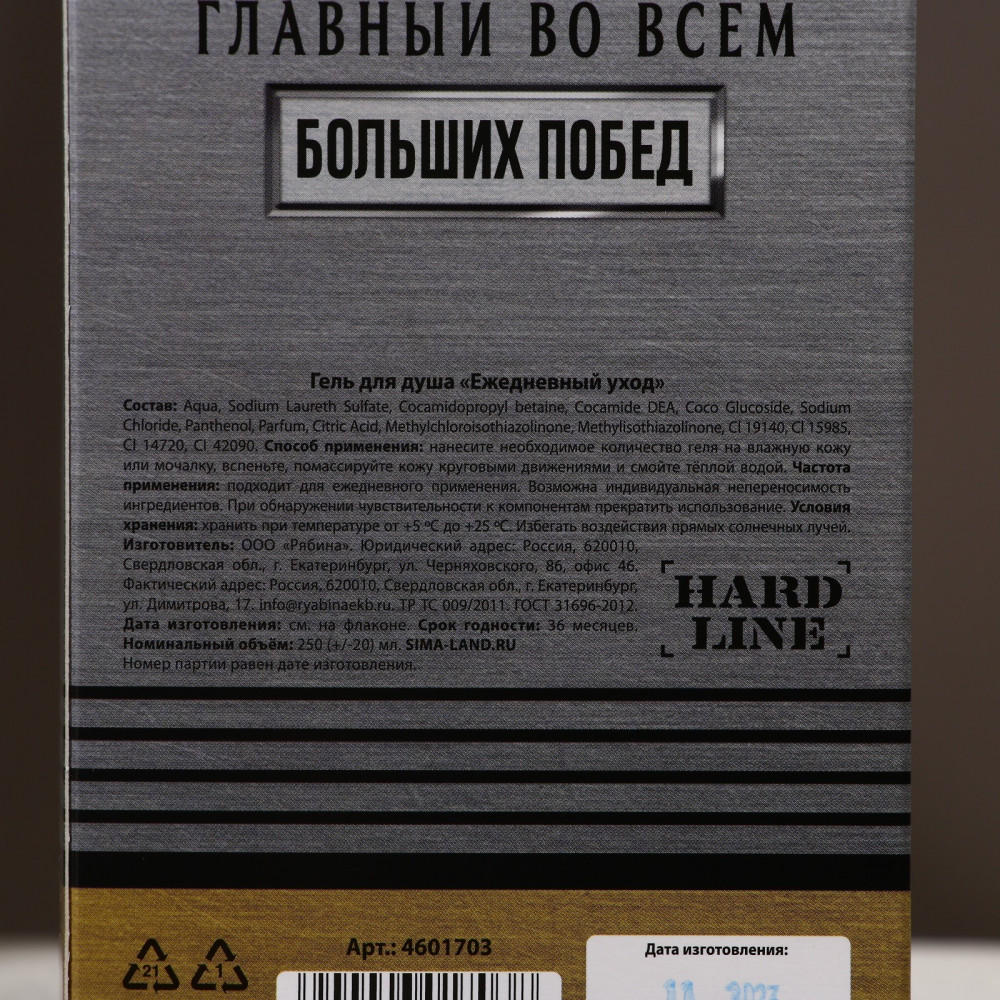 ГЛАВНЫЙ ВО ВСЕМ
БОЛЬШИХ ПОБЕД
Гель для душа «Ежедневный уход»
Состав: Aqua, Sodium Laureth Sulfate, Cocamidopropyl betaine, Cocamide DEA, Coco Glucoside, Sodium
Chloride, Panthenol, Parfum, Citric Acid, Methylchloroisothiazolinone, Methylisothiazolinone, Cl 19140, Cl 15985,
Cl 14720, Cl 42090. Способ применения: нанесите необходимое количество геля на влажную кожу
или мочалку, вспеньте, помассируйте кожу круговыми движениями и смойте тёплой водой. Частота
применения: подходит для ежедневного применения. Возможна индивидуальная непереносимость
ингредиентов. При обнаружении чувствительности к компонентам прекратить использование. Условия
хранения: хранить при температуре от +5 ºС до +25 ºС. Избегать воздействия прямых солнечных лучей.
Изготовитель: ООО «Рябина». Юридический адрес: Россия, 620010,
Свердловская обл., г. Екатеринбург, ул. Черняховского, 86, офис 46.
Фактический адрес: Россия, 620010, Свердловская обл., г. Екатеринбург,
ул. Димитрова, 17. info@ryabinaekb.ru. ТР ТС 009/2011. ГОСТ 31696-2012.
Дата изготовления: см. на флаконе. Срок годности: 36 месяцев.
Номинальный объём: 250 (+/-20) мл. SIMA-LAND.RU
Номер партии равен дате изготовления.
HARD
LINE
21
1
Арт.: 4601703
Дата изготовления:
2023